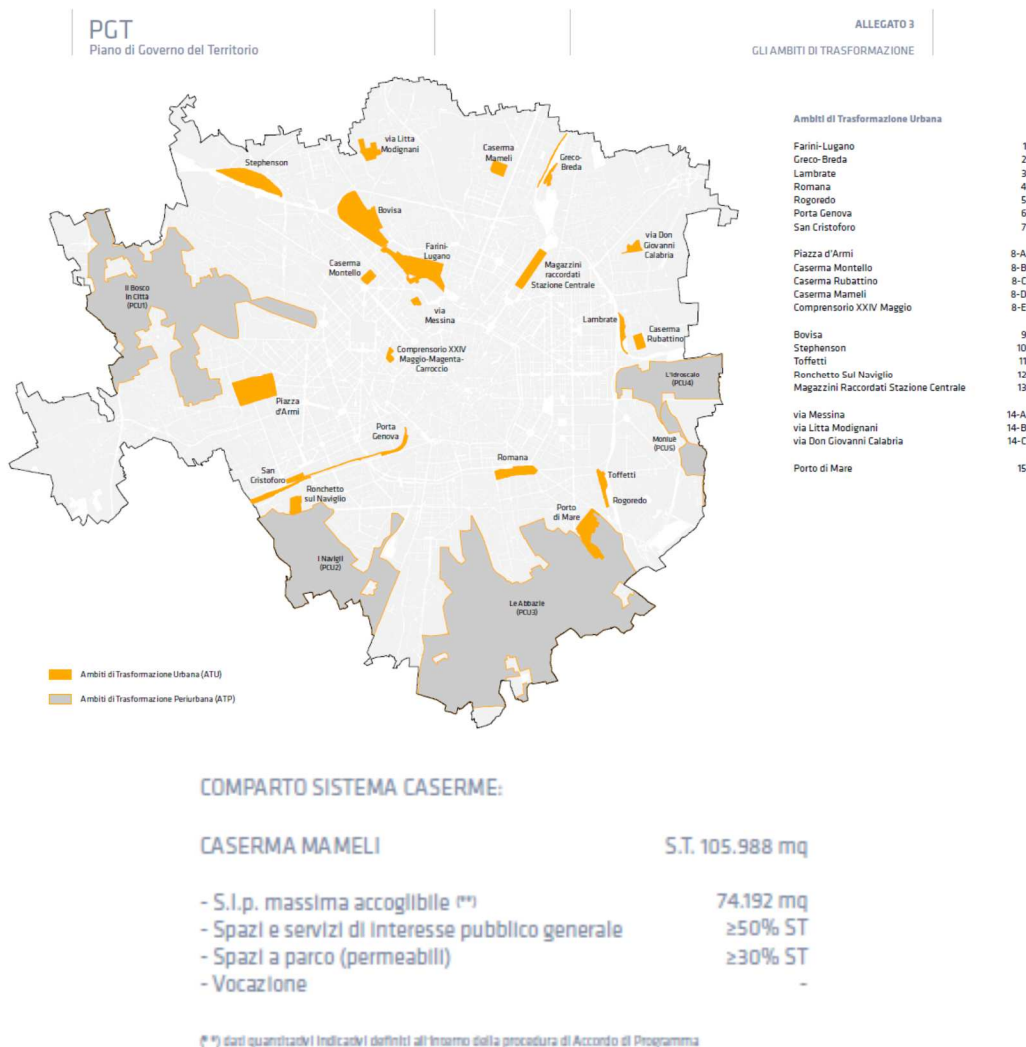 PGT
Piano di Governo del Territorio
ALLEGATO 3
GLI AMBITI DI TRASFORMAZIONE
via Litta
Modignani
Stephenson
Caserma
Mameli
Greco-
Breda
Bovisa
Farini-
Lugano
via Don
Giovanni
Calabria
Caserma
Montello
Magazzini
raccordati
Stazione Centrale
Il Bosco
In Città
(PCU1)
via
Messina
Lambrate
Caserma
Rubattino
Comprensorio XXIV
Maggio-Magenta-
Carroccio
L'Idroscalo
(PCU4)
Piazza
d'Armi
Porta
Genova
Monluè
(PCU5)
Romana
San
Cristoforo
Toffetti
Ronchetto
sul Naviglio
Rogoredo
Porto
di Mare
I Navigli
(PCU2)
Le Abbazie
(PCU3)
Ambiti di Trasformazione Urbana (ATU)
Ambiti di Trasformazione Periurbana (ATP)
Ambiti di Trasformazione Urbana
Farini-Lugano 1
Greco-Breda 2
Lambrate 3
Romana 4
Rogoredo 5
Porta Genova 6
San Cristoforo 7
Piazza d'Armi 8-A
Caserma Montello 8-B
Caserma Rubattino 8-C
Caserma Mameli 8-D
Comprensorio XXIV Maggio 8-E
Bovisa 9
Stephenson 10
Toffetti 11
Ronchetto Sul Naviglio 12
Magazzini Raccordati Stazione Centrale 13
via Messina 14-A
via Litta Modignani 14-B
via Don Giovanni Calabria 14-C
Porto di Mare 15
COMPARTO SISTEMA CASERME:
CASERMA MAMELI S.T. 105.988 mq
- S.l.p. massima accoglibile (**) 74.192 mq
- Spazi e servizi di interesse pubblico generale ≥50% ST
- Spazi a parco (permeabili) ≥30% ST
- Vocazione -
(**) dati quantitativi indicativi definiti all'interno della procedura di Accordo di Programma